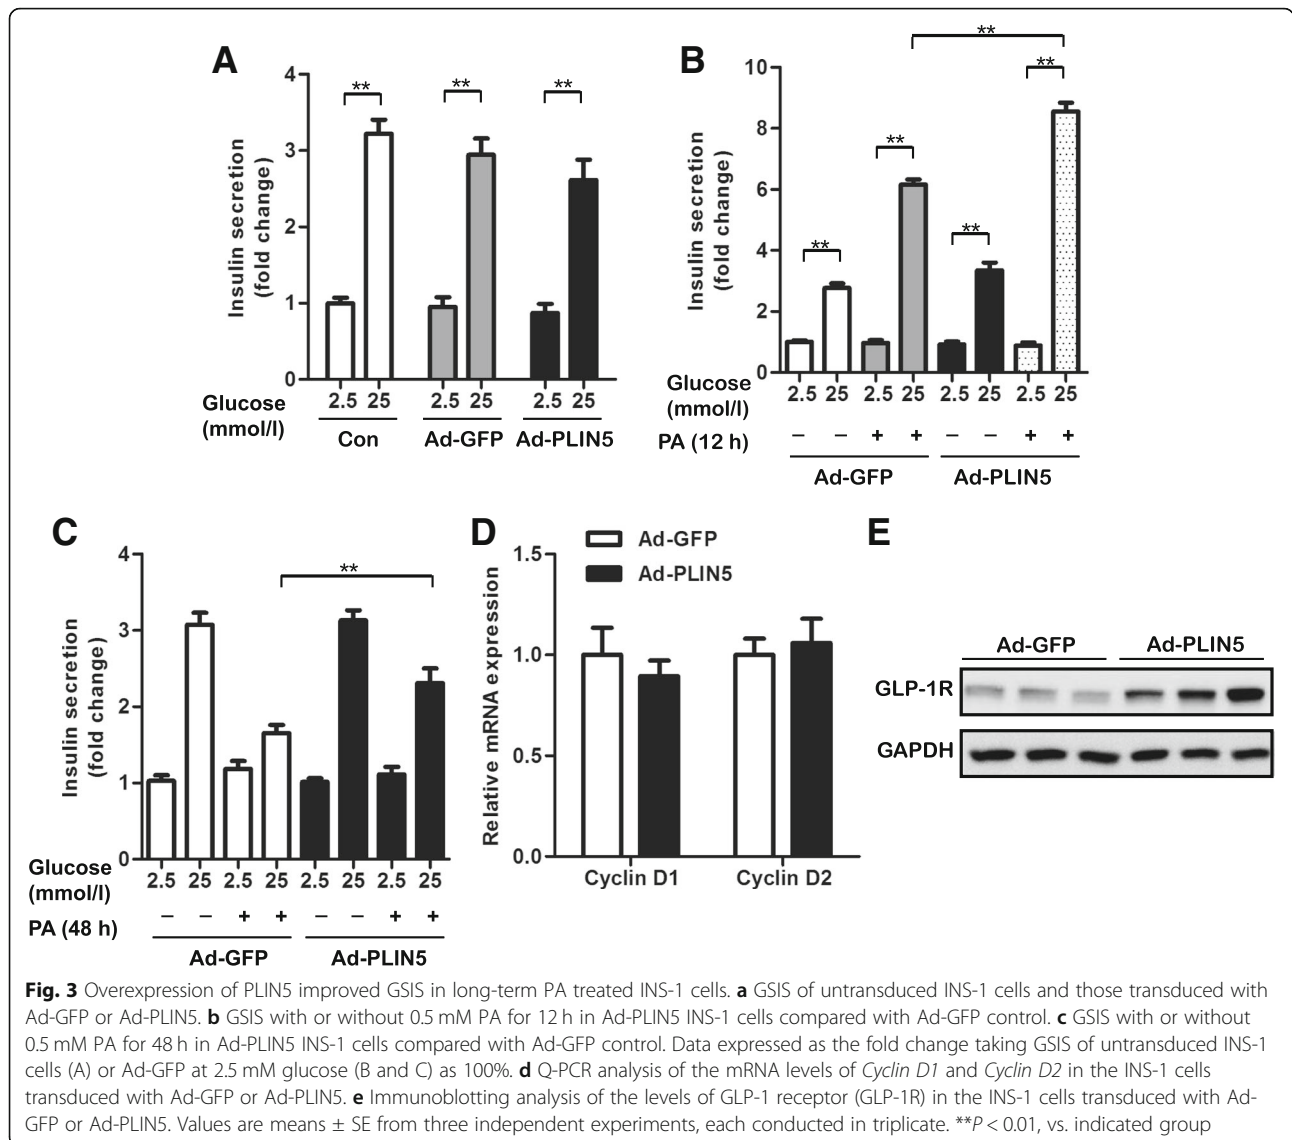 A
Insulin secretion
(fold change)
4
3
2
1
0
** ** **
Glucose
(mmol/l)
2.5 25 2.5 25 2.5 25
Con Ad-GFP Ad-PLIN5
B
Insulin secretion
(fold change)
10
8
6
4
2
0
**
**
**
**
**
Glucose
(mmol/l)
2.5 25 2.5 25 2.5 25 2.5 25
PA (12 h) – – + + – – + +
Ad-GFP Ad-PLIN5
C
Insulin secretion
(fold change)
4
3
2
1
0
**
Glucose
(mmol/l)
2.5 25 2.5 25 2.5 25 2.5 25
PA (48 h) – – + + – – + +
Ad-GFP Ad-PLIN5
D
Ad-GFP
Ad-PLIN5
Relative mRNA expression
1.5
1.0
0.5
0.0
Cyclin D1 Cyclin D2
E
Ad-GFP Ad-PLIN5
GLP-1R
GAPDH
Fig. 3 Overexpression of PLIN5 improved GSIS in long-term PA treated INS-1 cells. a GSIS of untransduced INS-1 cells and those transduced with
Ad-GFP or Ad-PLIN5. b GSIS with or without 0.5 mM PA for 12 h in Ad-PLIN5 INS-1 cells compared with Ad-GFP control. c GSIS with or without
0.5 mM PA for 48 h in Ad-PLIN5 INS-1 cells compared with Ad-GFP control. Data expressed as the fold change taking GSIS of untransduced INS-1
cells (A) or Ad-GFP at 2.5 mM glucose (B and C) as 100%. d Q-PCR analysis of the mRNA levels of Cyclin D1 and Cyclin D2 in the INS-1 cells
transduced with Ad-GFP or Ad-PLIN5. e Immunoblotting analysis of the levels of GLP-1 receptor (GLP-1R) in the INS-1 cells transduced with Ad-
GFP or Ad-PLIN5. Values are means ± SE from three independent experiments, each conducted in triplicate. **P < 0.01, vs. indicated group